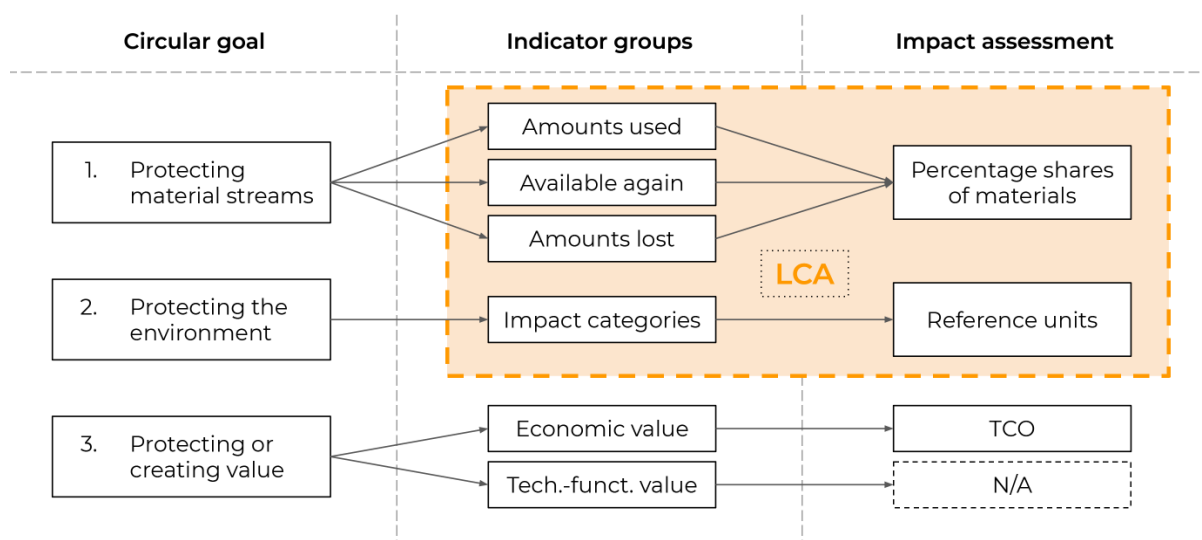 Circular goal
Indicator groups
Impact assessment
1. Protecting
material streams
Amounts used
Available again
Amounts lost
Percentage shares
of materials
LCA
2. Protecting the
environment
Impact categories
Reference units
3. Protecting or
creating value
Economic value
TCO
Tech.-funct. value
N/A